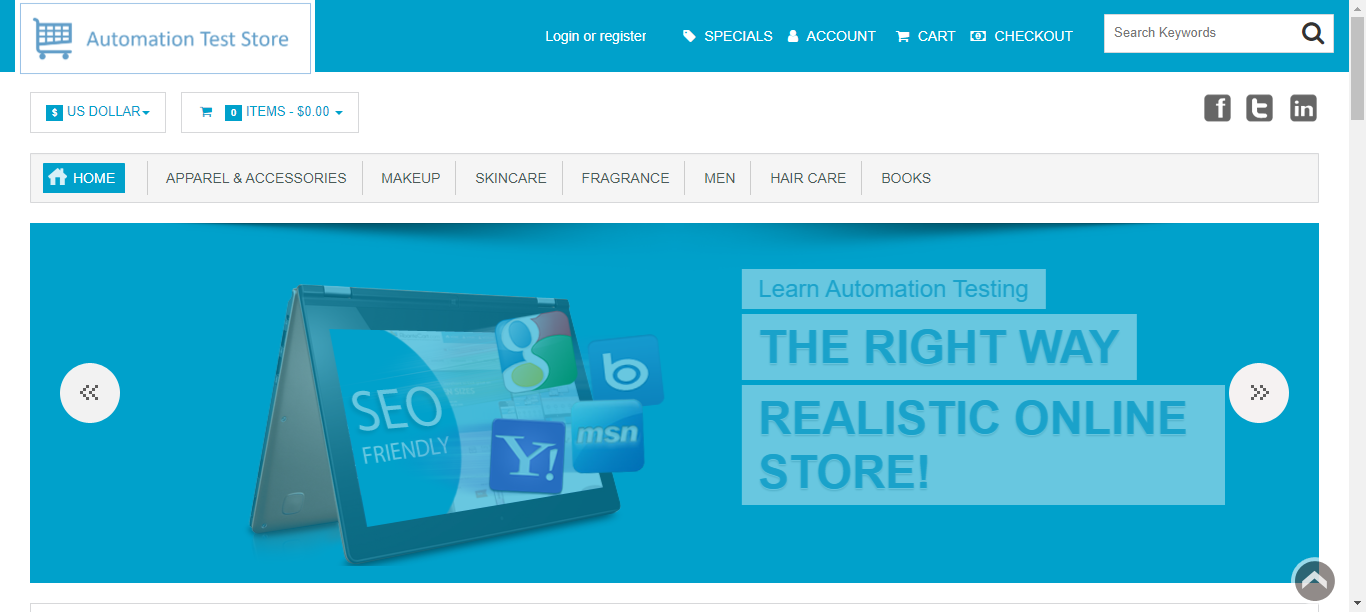 Automation Test Store
Login or register
SPECIALS
ACCOUNT
CART
CHECKOUT
Search Keywords
$ US DOLLAR
0 ITEMS - $0.00
f t in
HOME
APPAREL & ACCESSORIES
MAKEUP
SKINCARE
FRAGRANCE
MEN
HAIR CARE
BOOKS
Learn Automation Testing
THE RIGHT WAY
REALISTIC ONLINE
STORE!
SEO
FRIENDLY
g
b
Y!
msn